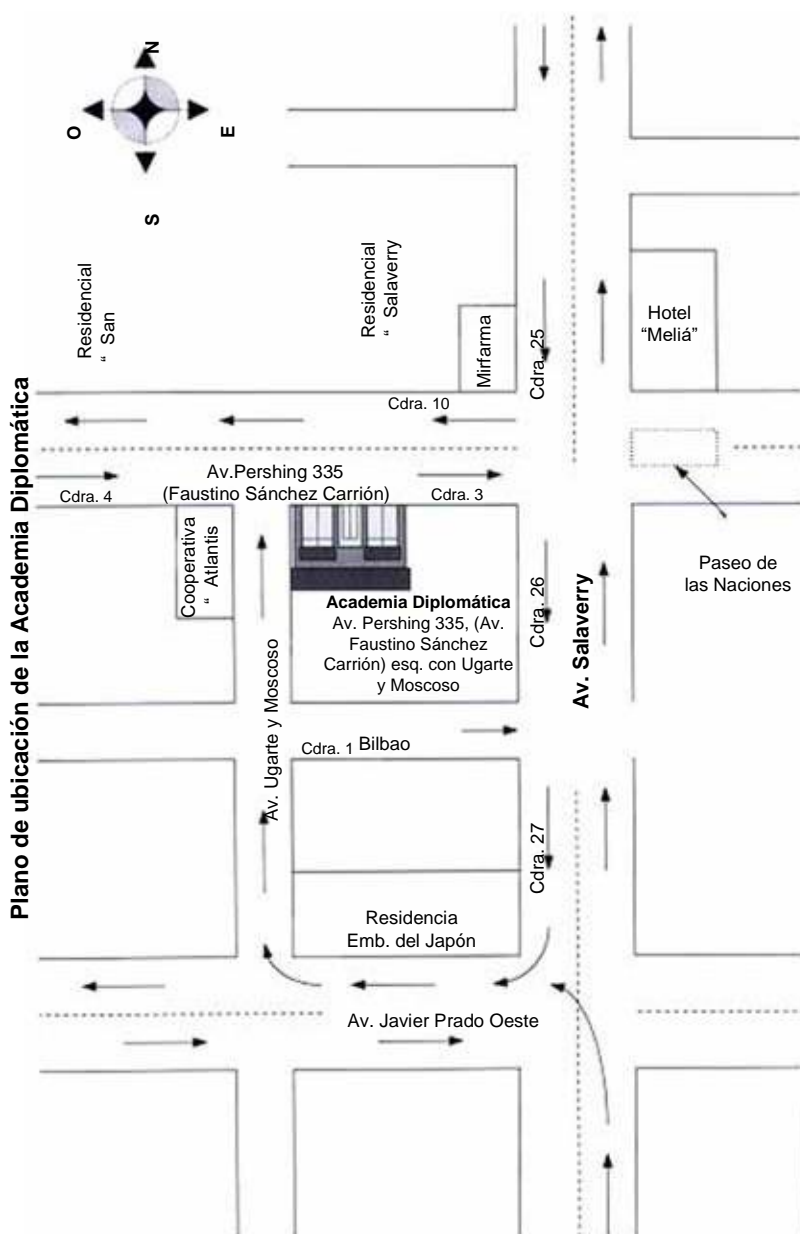 Plano de ubicación de la Academia Diplomática
N
O
E
S
Residencial
“ San
Residencial
“ Salaverry
Mirfarma
Cdra. 25
Hotel
“Meliá”
Cdra. 10
Av.Pershing 335
(Faustino Sánchez Carrión)
Cdra. 4
Cdra. 3
Cooperativa
“ Atlantis
Academia Diplomática
Av. Pershing 335, (Av.
Faustino Sánchez
Carrión) esq. con Ugarte
y Moscoso
Cdra. 26
Av. Salaverry
Paseo de
las Naciones
Av. Ugarte y Moscoso
Cdra. 1 Bilbao
Cdra. 27
Residencia
Emb. del Japón
Av. Javier Prado Oeste